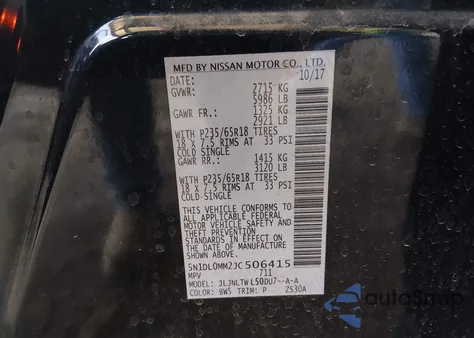 MFD BY NISSAN MOTOR CO., LTD.
DATE: 10/17
GVWR: 2715 KG
5986 LB
GAWR FR.: 1325 KG
2921 LB
WITH P235/65R18 TIRES
18 X 7.5 RIMS AT 33 PSI
COLD SINGLE
GAWR RR.: 1415 KG
3120 LB
WITH P235/65R18 TIRES
18 X 7.5 RIMS AT 33 PSI
COLD-SINGLE
THIS VEHICLE CONFORMS TO
ALL APPLICABLE FEDERAL
MOTOR VEHICLE SAFETY AND
THEFT PREVENTION
STANDARDS IN EFFECT ON
THE DATE OF MANUFACTURE
SHOWN ABOVE.
5N1DL0MM2JC506415
MPV 711
MODEL: JLJNLTWL50DU7--A-A
COLOR: BW5 TRIM: P ZS30A
autoSnap